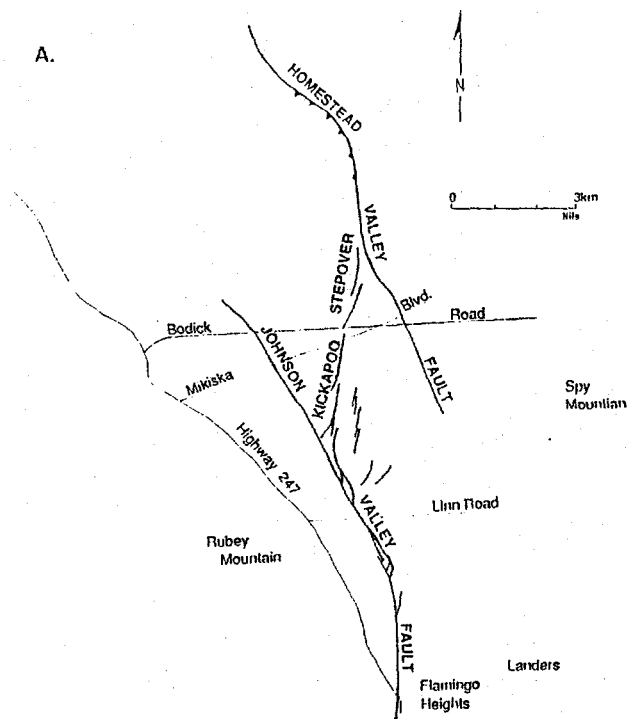 A.
HOMESTEAD
VALLEY
FAULT
N
0 3km
Nils
STEPOVER
KICKAPOO
Blvd.
Bodick Road
JOHNSON
VALLEY
FAULT
Mikiska
Highway 247
Spy
Mountian
Linn Road
Rubey
Mountain
Landers
Flamingo
Heights